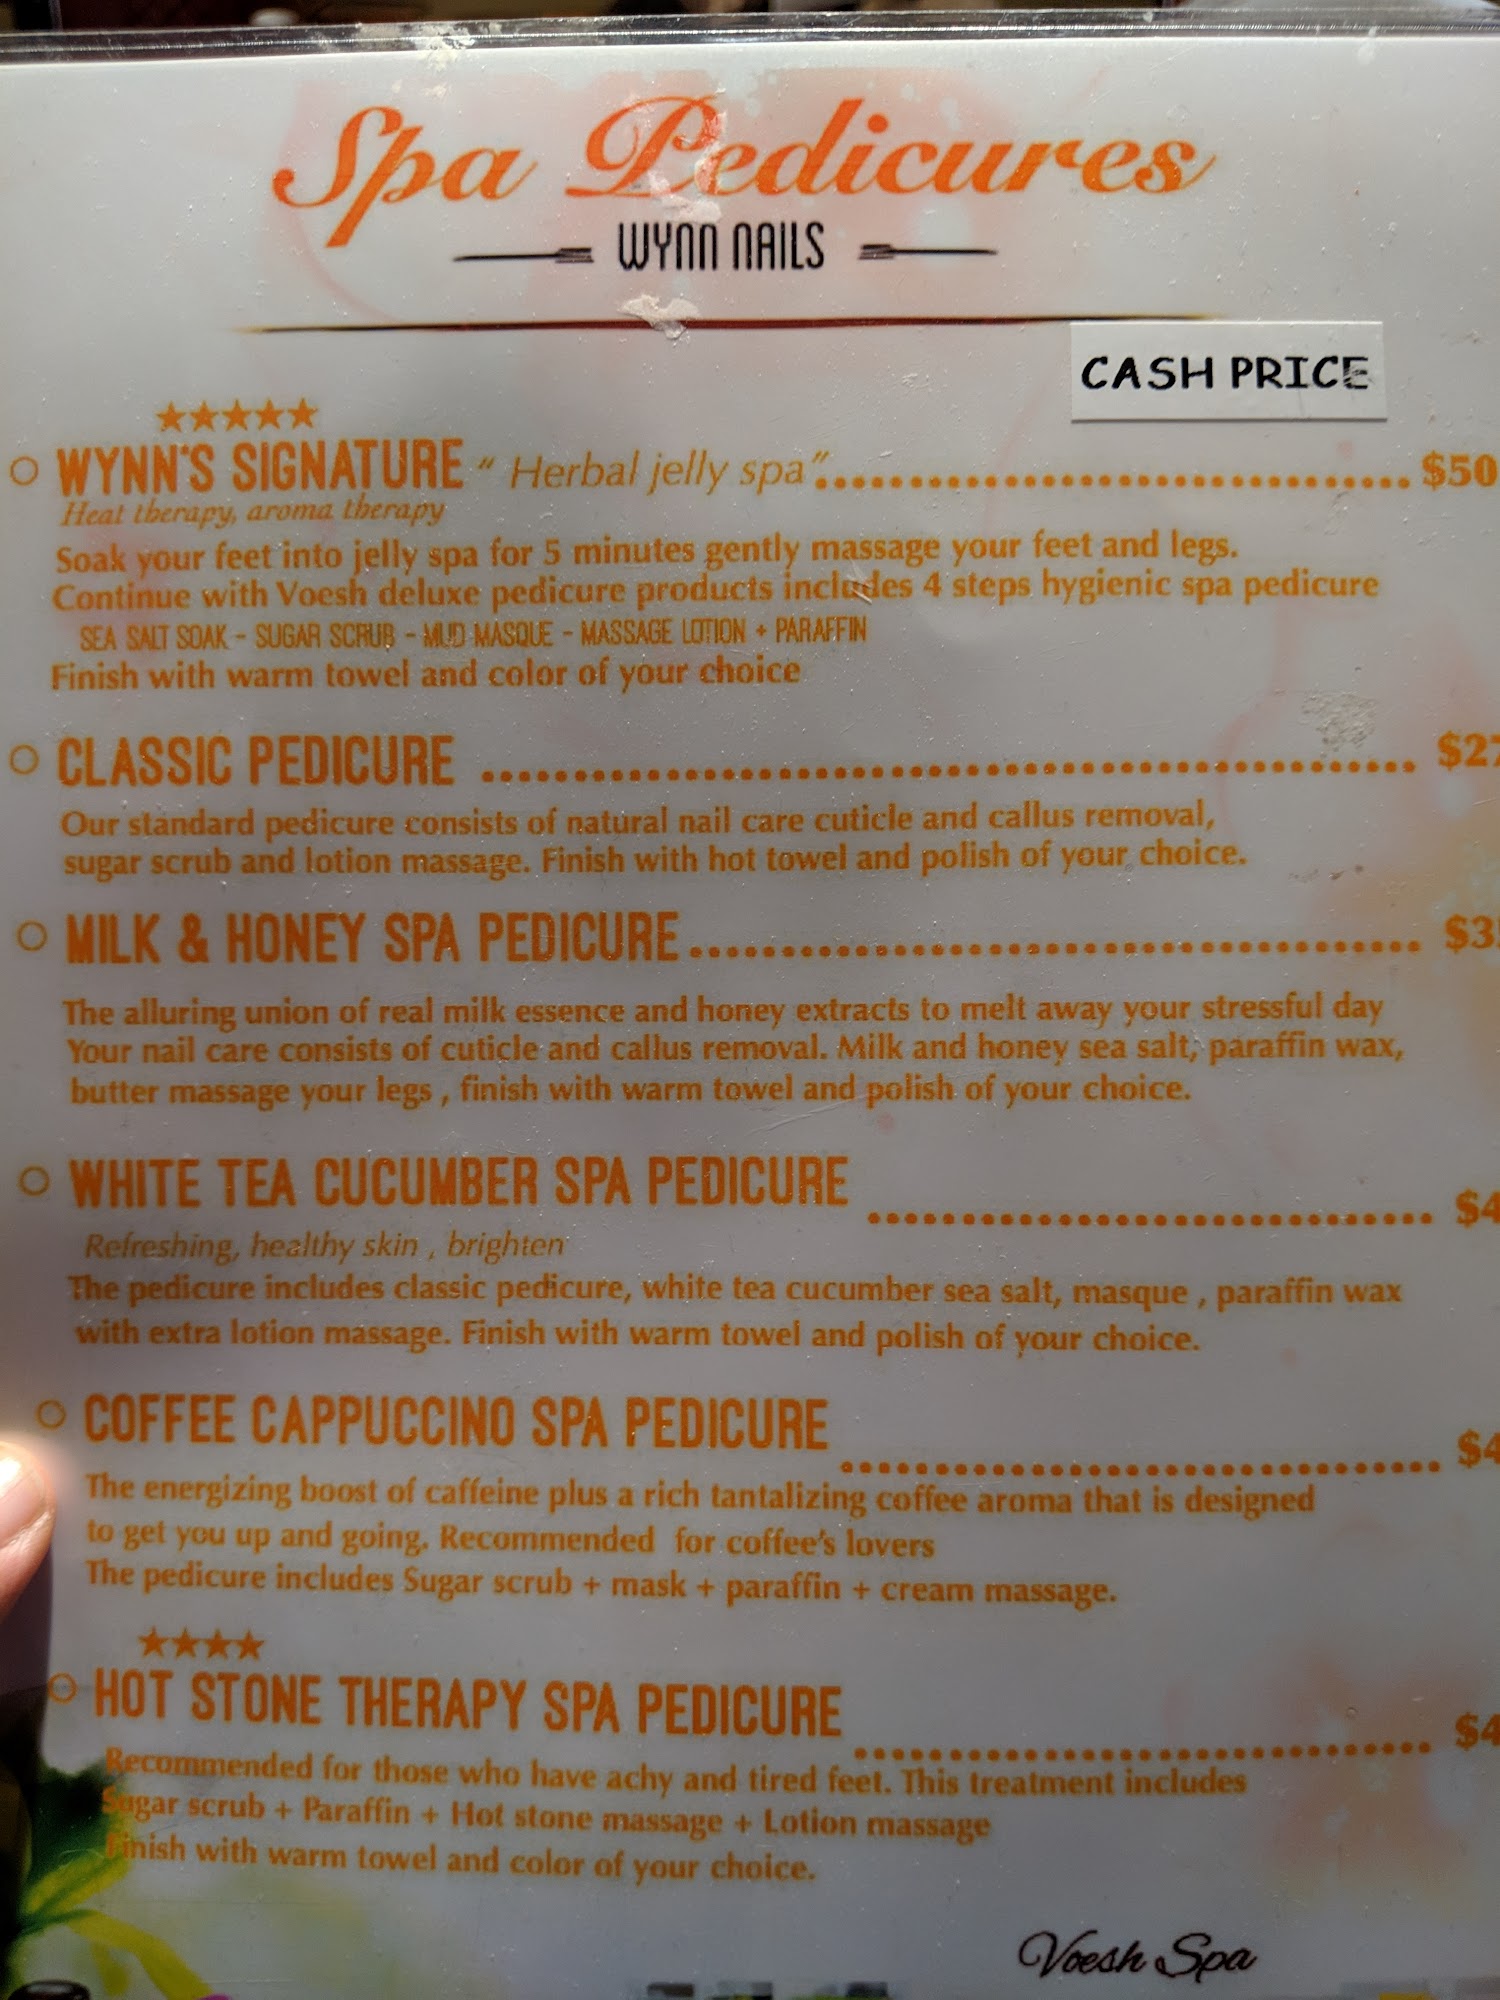 Spa Pedicures
WYNN NAILS
CASH PRICE
WYNN'S SIGNATURE “ Herbal jelly spa”................................ $50
Heat therapy, aroma therapy
Soak your feet into jelly spa for 5 minutes gently massage your feet and legs.
Continue with Voesh deluxe pedicure products includes 4 steps hygienic spa pedicure
SEA SALT SOAK - SUGAR SCRUB - MUD MASQUE - MASSAGE LOTION + PARAFFIN
Finish with warm towel and color of your choice
CLASSIC PEDICURE .................................................. $27
Our standard pedicure consists of natural nail care cuticle and callus removal,
sugar scrub and lotion massage. Finish with hot towel and polish of your choice.
MILK & HONEY SPA PEDICURE........................................
The alluring union of real milk essence and honey extracts to melt away your stressful day
Your nail care consists of cuticle and callus removal. Milk and honey sea salt, paraffin wax,
butter massage your legs , finish with warm towel and polish of your choice.
WHITE TEA CUCUMBER SPA PEDICURE ...............................
Refreshing, healthy skin , brighten
The pedicure includes classic pedicure, white tea cucumber sea salt, masque , paraffin wax
with extra lotion massage. Finish with warm towel and polish of your choice.
COFFEE CAPPUCCINO SPA PEDICURE .................................
The energizing boost of caffeine plus a rich tantalizing coffee aroma that is designed
to get you up and going. Recommended for coffee's lovers
The pedicure includes Sugar scrub + mask + paraffin + cream massage.
HOT STONE THERAPY SPA PEDICURE ................................
Recommended for those who have achy and tired feet. This treatment includes
Sugar scrub + Paraffin + Hot stone massage + Lotion massage
Finish with warm towel and color of your choice.
Voesh Spa